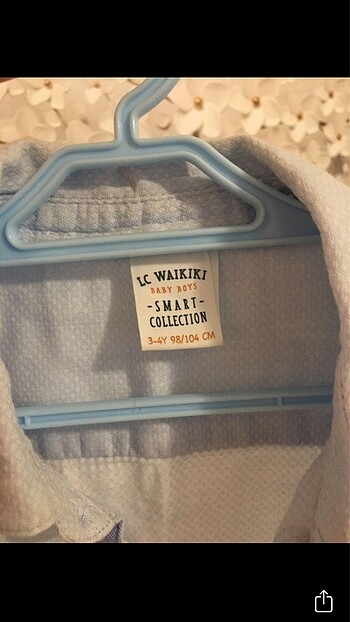 LC WAIKIKI
BABY BOYS
-SMART-
COLLECTION
3-4Y 98/104 CM